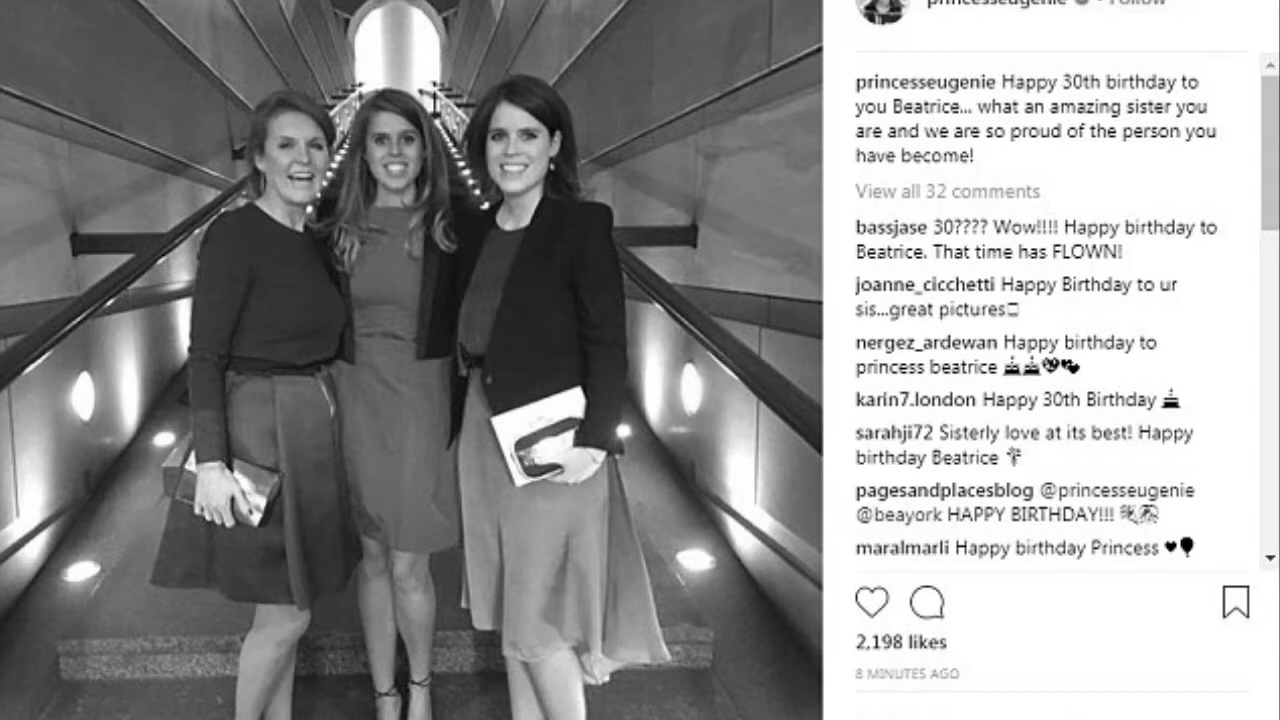 princesseugenie • Follow
princesseugenie Happy 30th birthday to
you Beatrice... what an amazing sister you
are and we are so proud of the person you
have become!
View all 32 comments
bassjase 30???? Wow!!!! Happy birthday to
Beatrice. That time has FLOWN!
joanne_cicchetti Happy Birthday to ur
sis...great pictures
nergez_ardewan Happy birthday to
princess beatrice
karin7.london Happy 30th Birthday
sarahji72 Sisterly love at its best! Happy
birthday Beatrice
pagesandplacesblog @princesseugenie
@beayork HAPPY BIRTHDAY!!!
maralmarli Happy birthday Princess
2,198 likes
8 MINUTES AGO